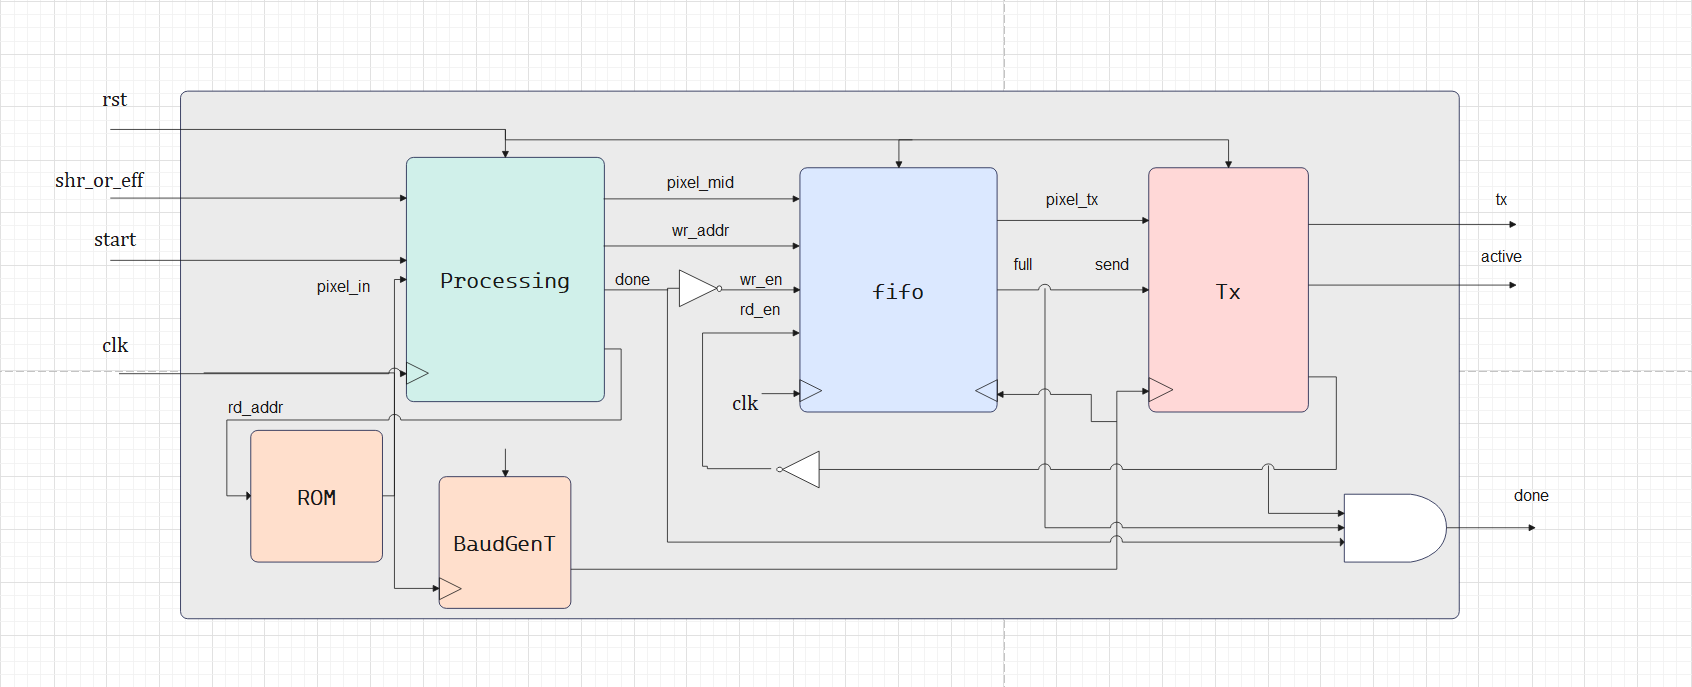 rst
shr_or_eff
start
clk
pixel_in
rd_addr
Processing
ROM
BaudGenT
pixel_mid
wr_addr
done
wr_en
rd_en
clk
fifo
pixel_tx
full
send
Tx
tx
active
done